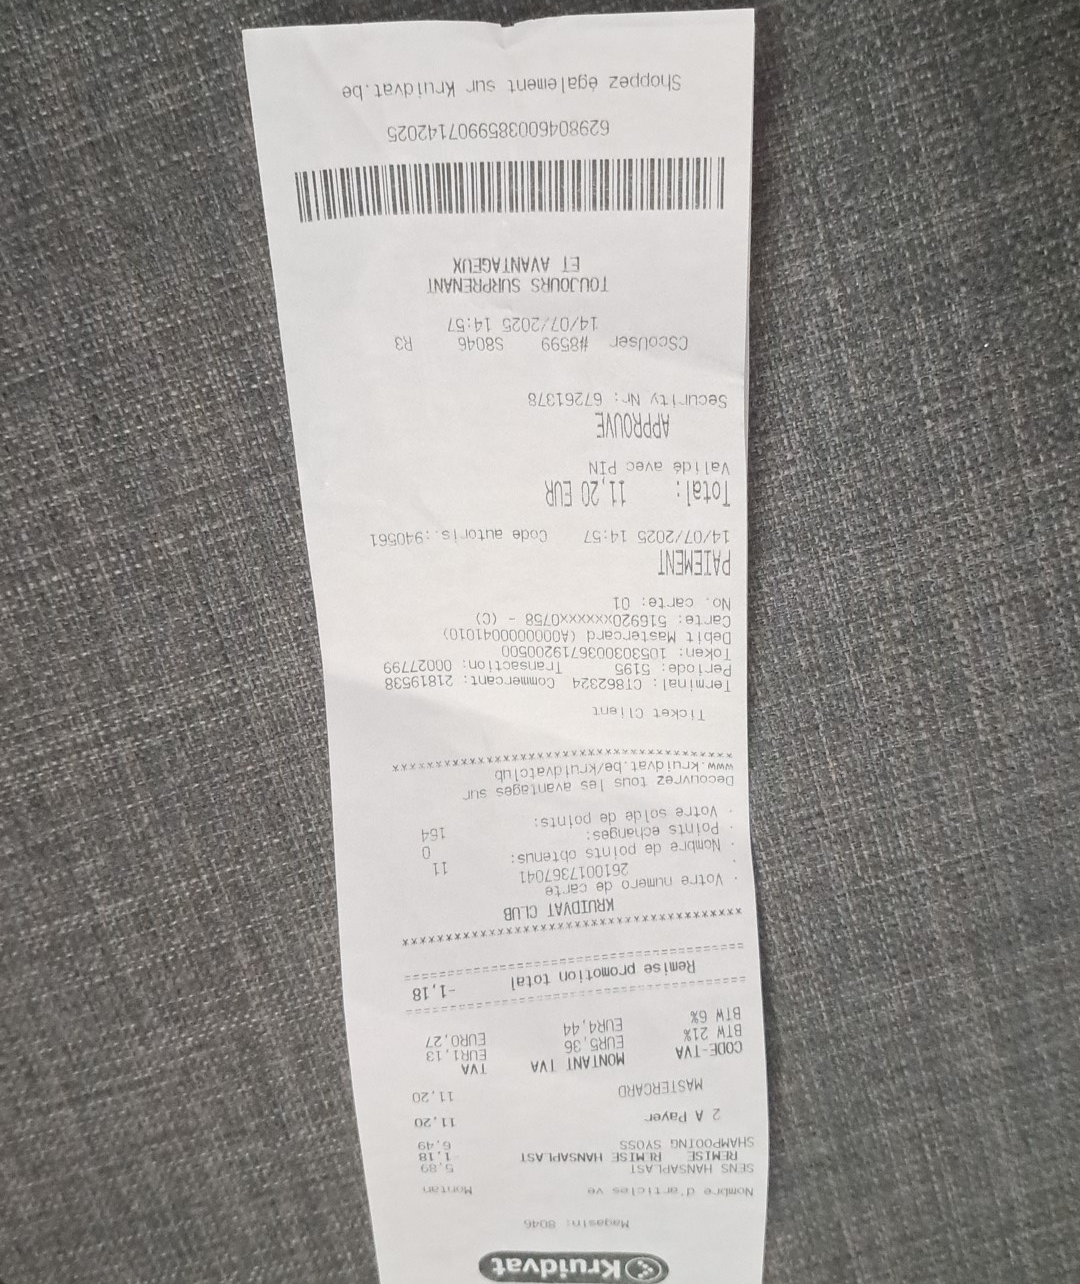 Kruidvat
Magasin: 8046
Nombre d'articles ve Montan
SENS HANSAPLAST 5,89
REMISE REMISE HANSAPLAST -1,18
SHAMPOOING SYOSS 6,49
2 A Payer 11,20
MASTERCARD 11,20
CODE-TVA MONTANT TVA TVA
BTW 21% EUR5,36 EUR1,13
BTW 6% EUR4,44 EUR0,27
================================
Remise promotion total -1,18
================================
****************************************
KRUIDVAT CLUB
· Votre numero de carte
· 2610017367041
· Nombre de points obtenus: 11
· Points echanges: 0
· Votre solde de points: 164
Decouvrez tous les avantages sur
www.kruidvat.be/kruidvatclub
****************************************
Ticket Client
Terminal: CT862324 Commercant: 21819538
Periode: 5195 Transaction: 00027799
Token: 1053030036719200500
Debit Mastercard (A0000000041010)
Carte: 516920xxxxxx0758 - (C)
No. carte: 01
PAIEMENT
14/07/2025 14:57 Code autoris.:940561
Total: 11,20 EUR
Validé avec PIN
APPROUVE
Security Nr: 67261378
CScoUser #8599 S8046 R3
14/07/2025 14:57
TOUJOURS SURPRENANT
ET AVANTAGEUX
6298046003859907142025
Shoppez également sur Kruidvat.be